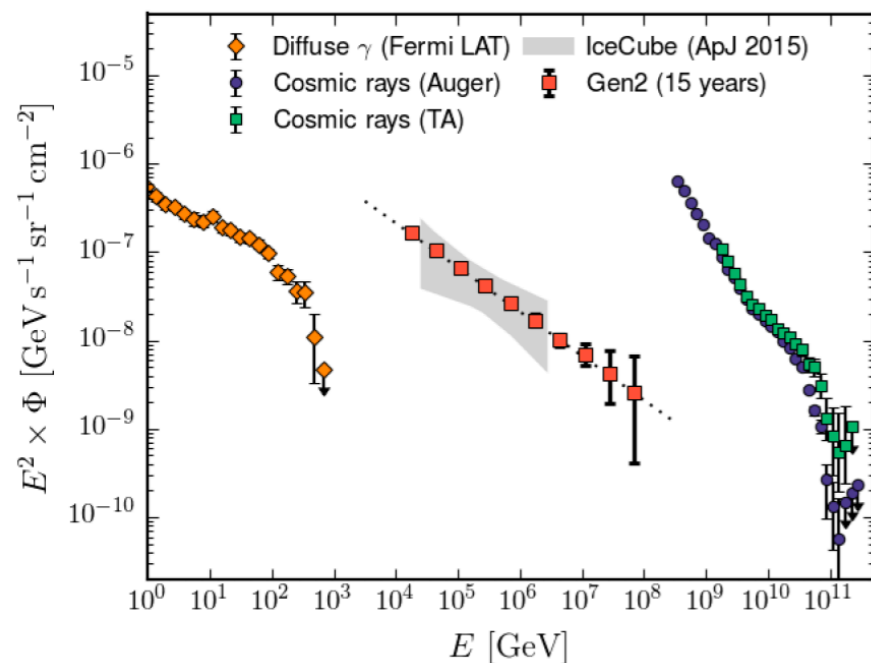 Diffuse γ (Fermi LAT)
Cosmic rays (Auger)
Cosmic rays (TA)
IceCube (ApJ 2015)
Gen2 (15 years)
E² × Φ [GeV s⁻¹ sr⁻¹ cm⁻²]
10⁻⁵
10⁻⁶
10⁻⁷
10⁻⁸
10⁻⁹
10⁻¹⁰
10⁰ 10¹ 10² 10³ 10⁴ 10⁵ 10⁶ 10⁷ 10⁸ 10⁹ 10¹⁰ 10¹¹
E [GeV]